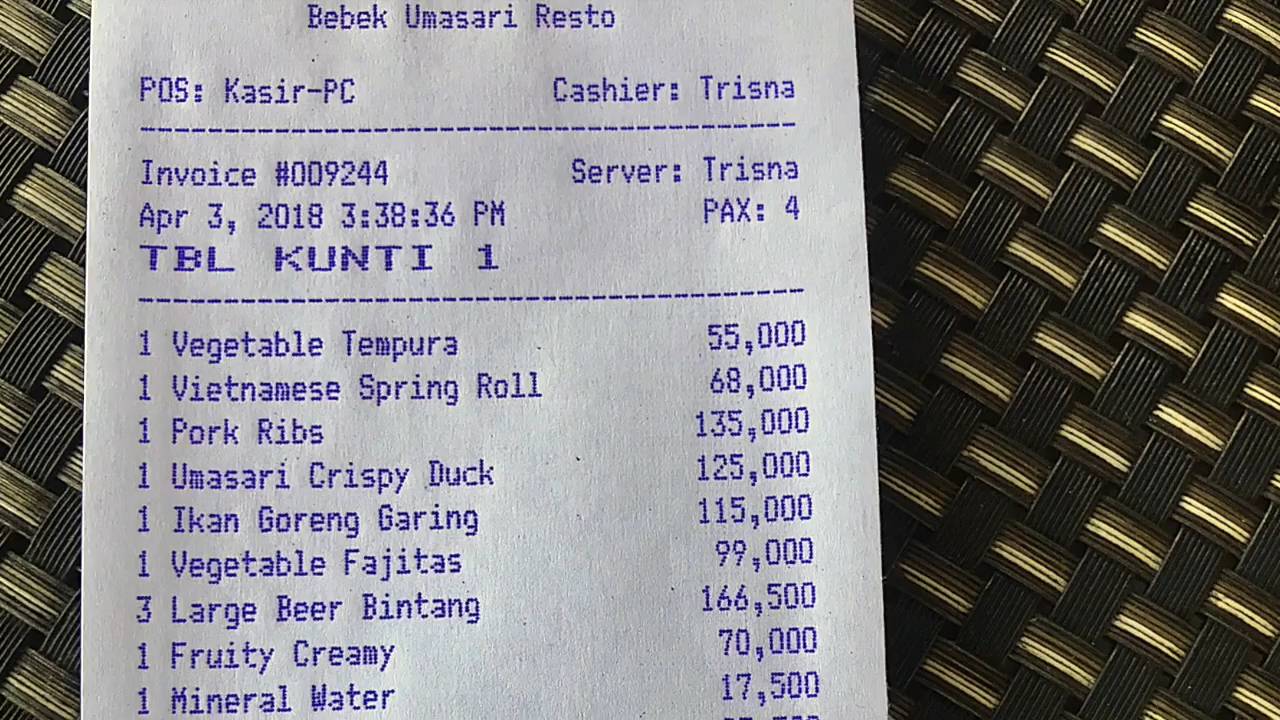 Bebek Umasari Resto
POS: Kasir-PC Cashier: Trisna
Invoice #009244 Server: Trisna
Apr 3, 2018 3:38:36 PM PAX: 4
TBL KUNTI 1
1 Vegetable Tempura 55,000
1 Vietnamese Spring Roll 68,000
1 Pork Ribs 135,000
1 Umasari Crispy Duck 125,000
1 Ikan Goreng Garing 115,000
1 Vegetable Fajitas 99,000
3 Large Beer Bintang 166,500
1 Fruity Creamy 70,000
1 Mineral Water 17,500